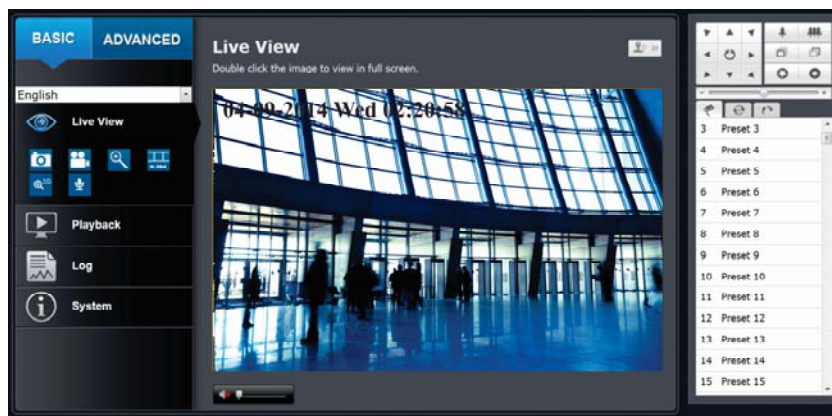 BASIC ADVANCED
English
Live View
Playback
Log
System
Live View
Double click the image to view in full screen.
04-09-2014 Wed 02:20:58
3D
3 Preset 3
4 Preset 4
5 Preset 5
6 Preset 6
7 Preset 7
8 Preset 8
9 Preset 9
10 Preset 10
11 Preset 11
12 Preset 12
13 Preset 13
14 Preset 14
15 Preset 15